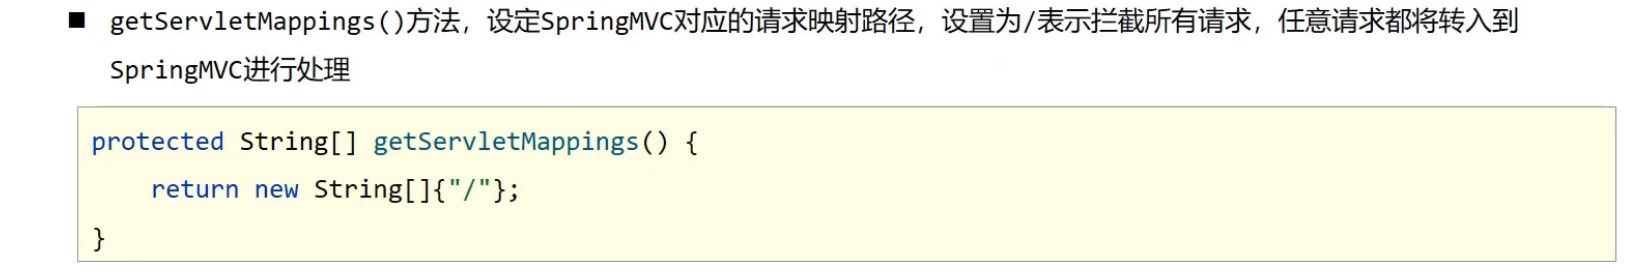 ■ getServletMappings()方法，设定SpringMVC对应的请求映射路径，设置为/表示拦截所有请求，任意请求都将转入到
SpringMVC进行处理
protected String[] getServletMappings() {
    return new String[]{"/"};
}